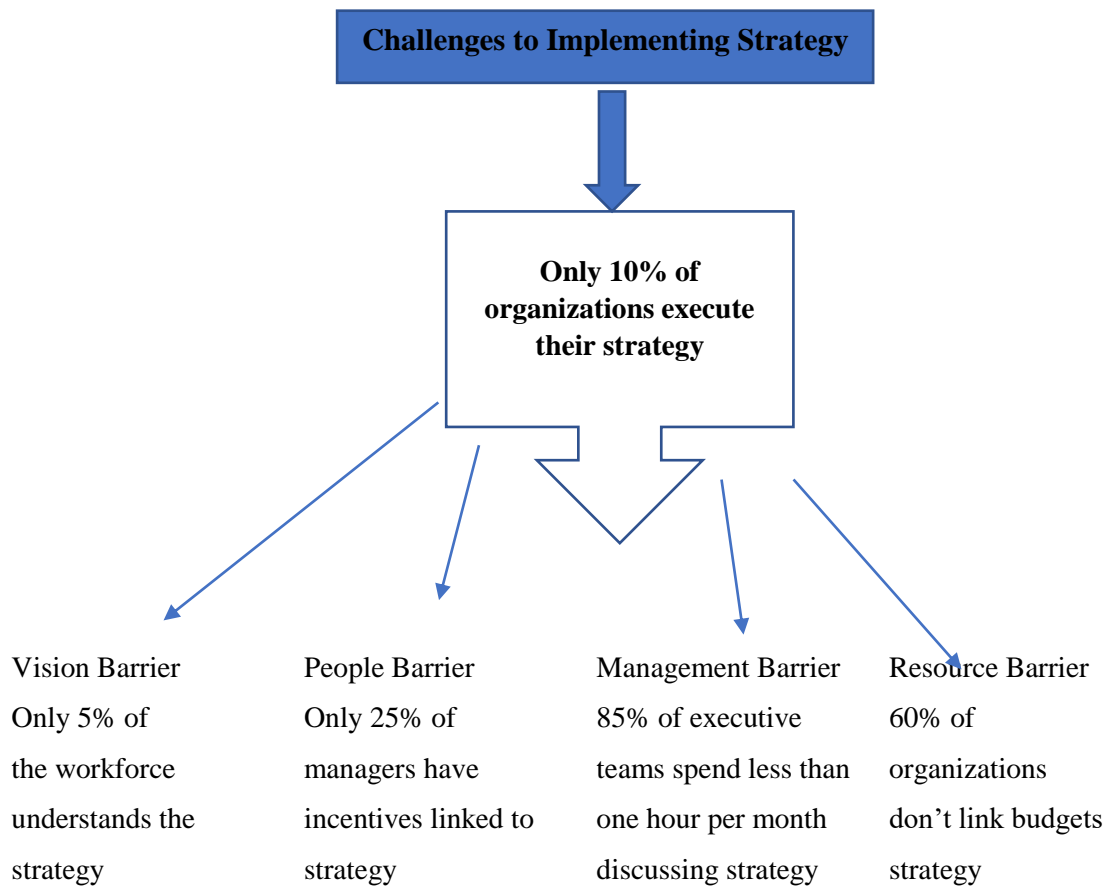 Challenges to Implementing Strategy
Only 10% of
organizations execute
their strategy
Vision Barrier
Only 5% of
the workforce
understands the
strategy
People Barrier
Only 25% of
managers have
incentives linked to
strategy
Management Barrier
85% of executive
teams spend less than
one hour per month
discussing strategy
Resource Barrier
60% of
organizations
don’t link budgets
strategy